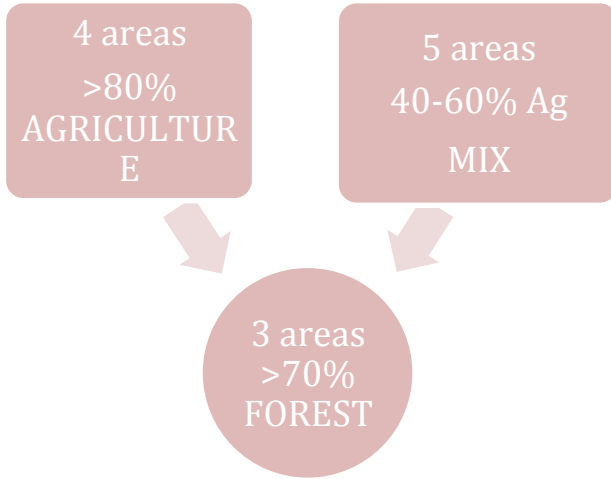 4 areas
>80%
AGRICULTUR
E
5 areas
40-60% Ag
MIX
3 areas
>70%
FOREST